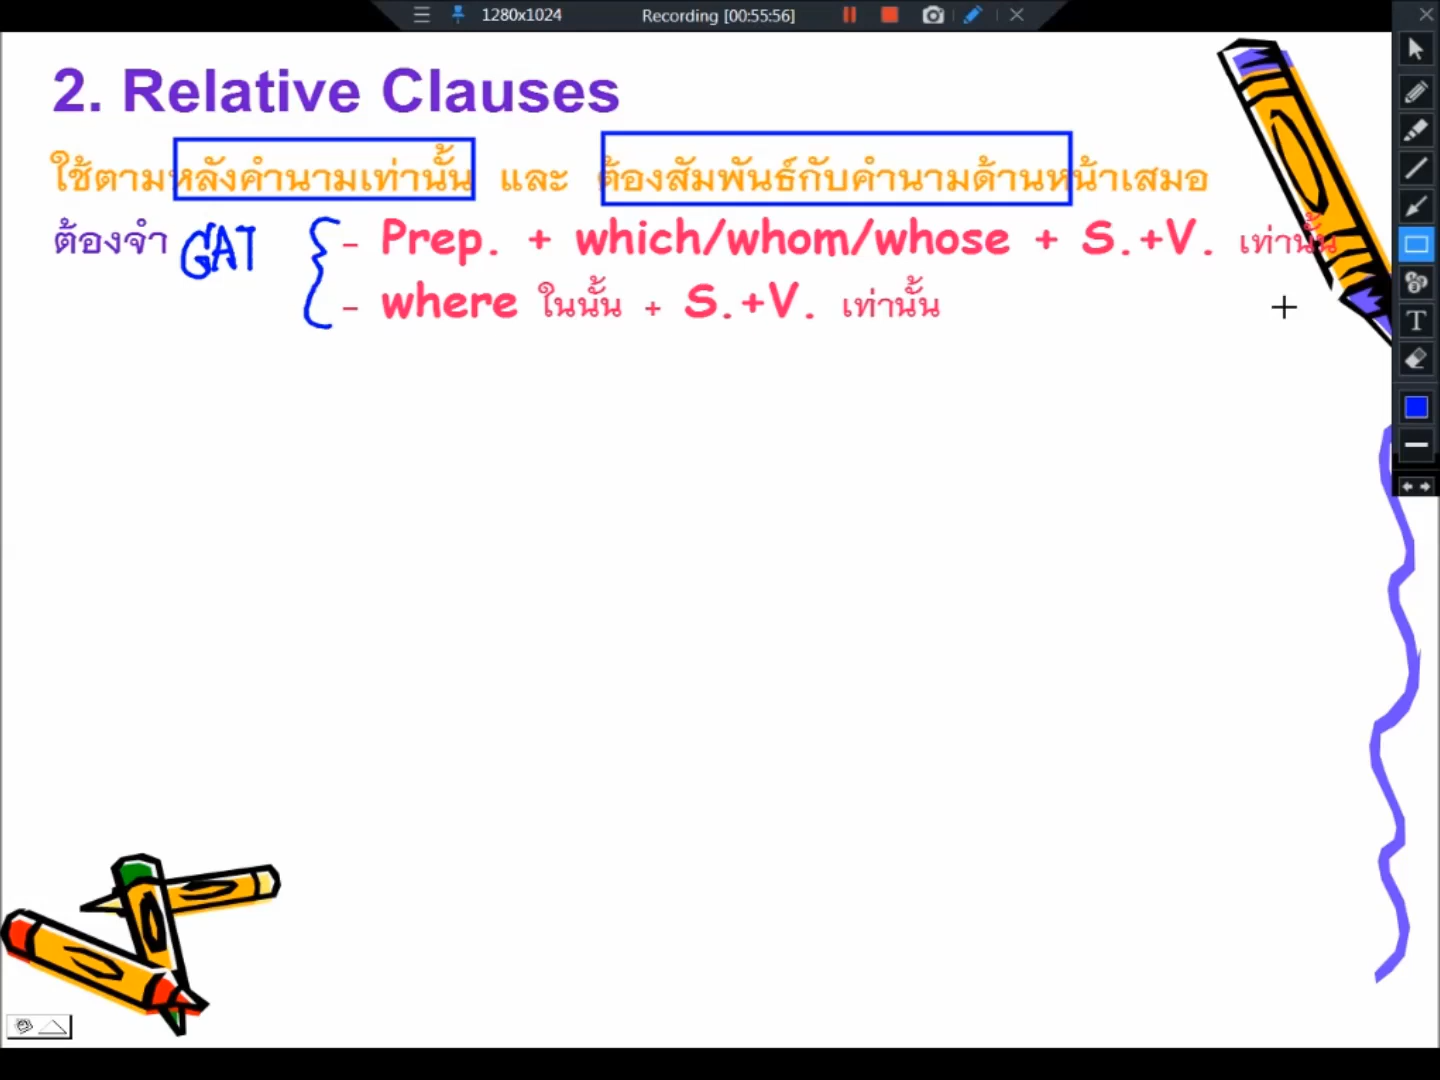 1280x1024 Recording [00:55:56]
2. Relative Clauses
ใช้ตามหลังคำนามเท่านั้น และ ต้องสัมพันธ์กับคำนามด้านหน้าเสมอ
ต้องจำ GAT - Prep. + which/whom/whose + S.+V. เท่านั้น
- where ในนั้น + S.+V. เท่านั้น